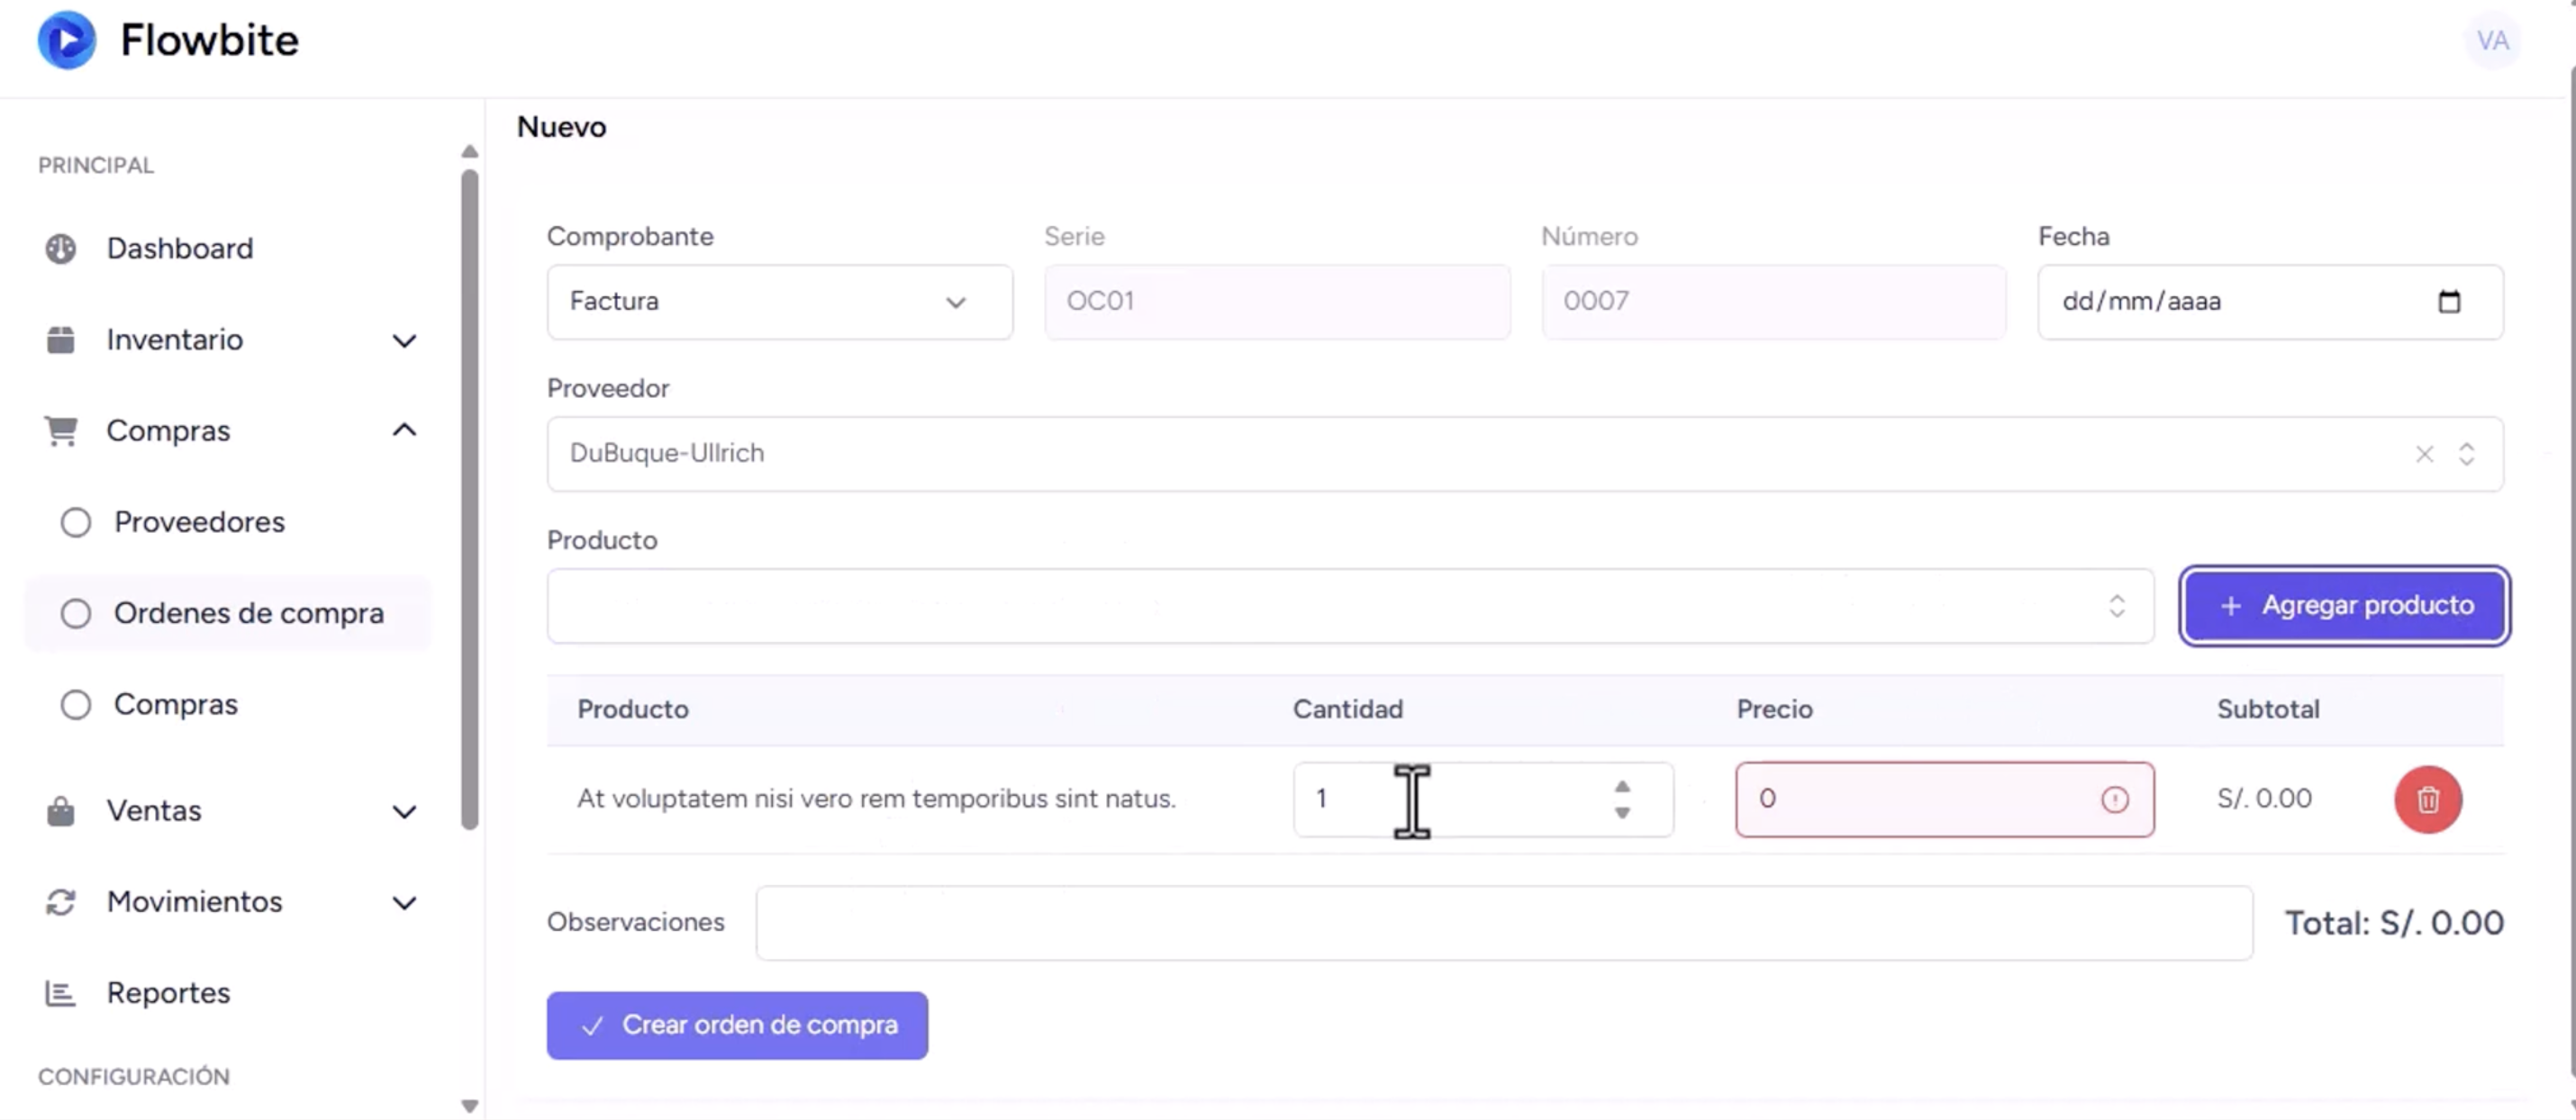 Flowbite
VA
PRINCIPAL
Dashboard
Inventario
Compras
Proveedores
Ordenes de compra
Compras
Ventas
Movimientos
Reportes
CONFIGURACIÓN
Nuevo
Comprobante Serie Número Fecha
Factura OC01 0007 dd/mm/aaaa
Proveedor
DuBuque-Ullrich
Producto
+ Agregar producto
Producto Cantidad Precio Subtotal
At voluptatem nisi vero rem temporibus sint natus. 1 0 S/. 0.00
Observaciones Total: S/. 0.00
Crear orden de compra